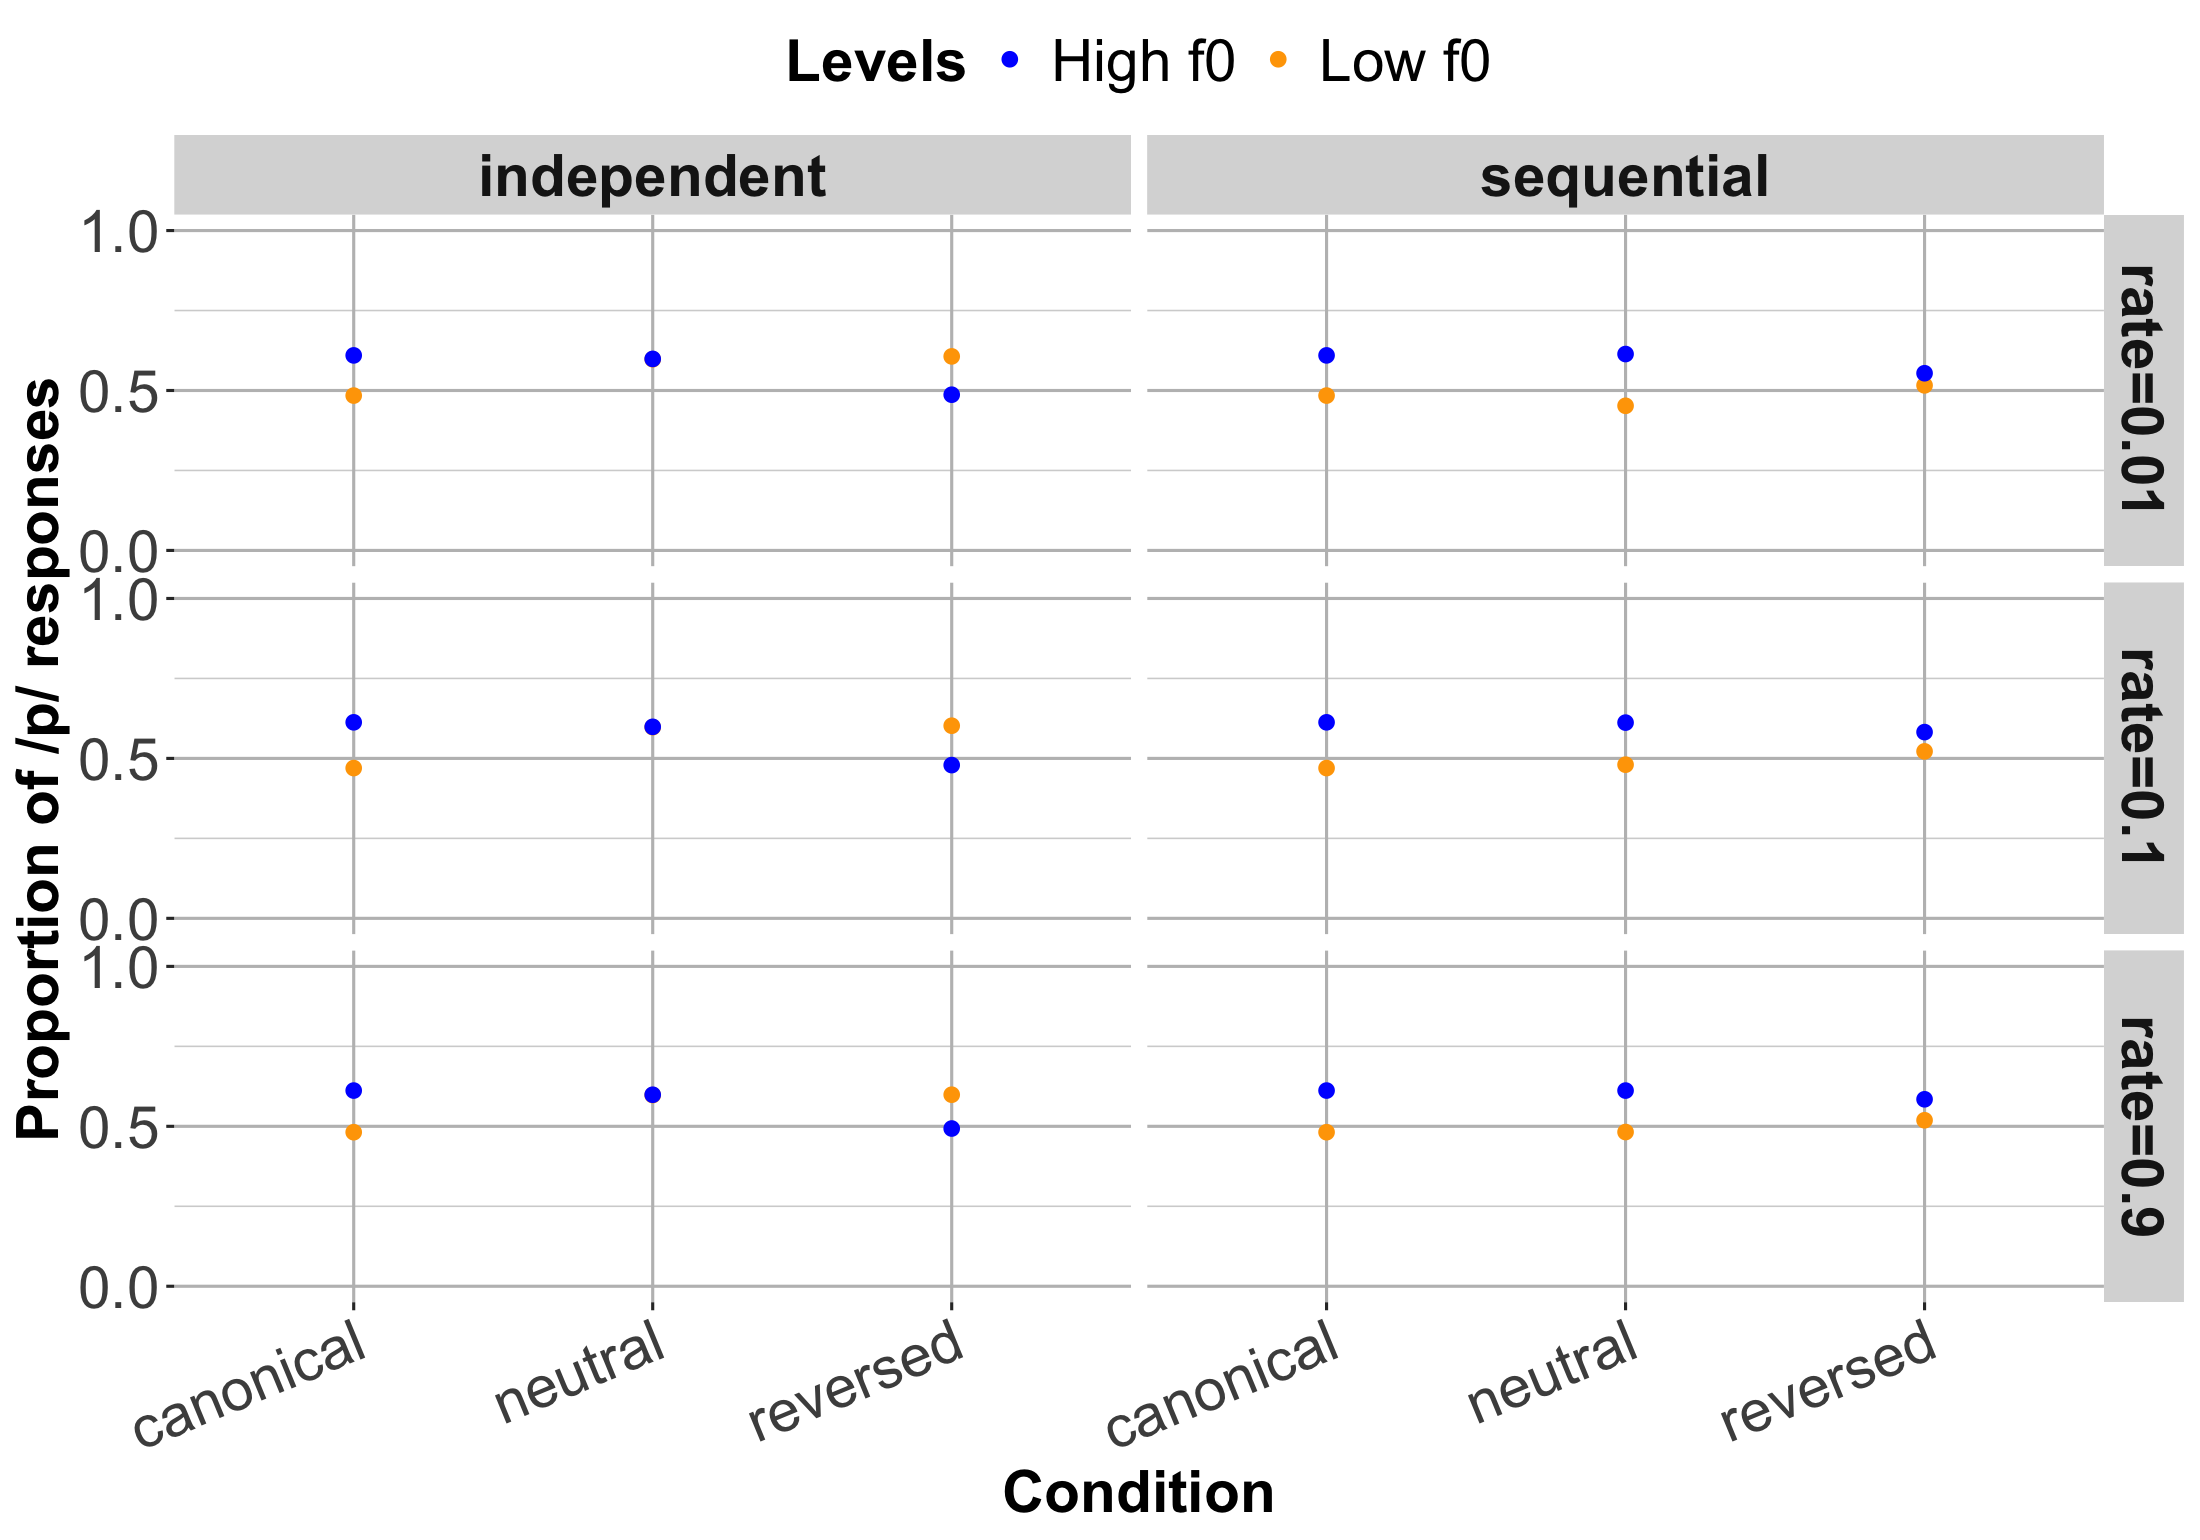 Levels High f0 Low f0
independent sequential
Proportion of /p/ responses
1.0
0.5
0.0
rate=0.01
1.0
0.5
0.0
rate=0.1
1.0
0.5
0.0
rate=0.9
canonical neutral reversed canonical neutral reversed
Condition